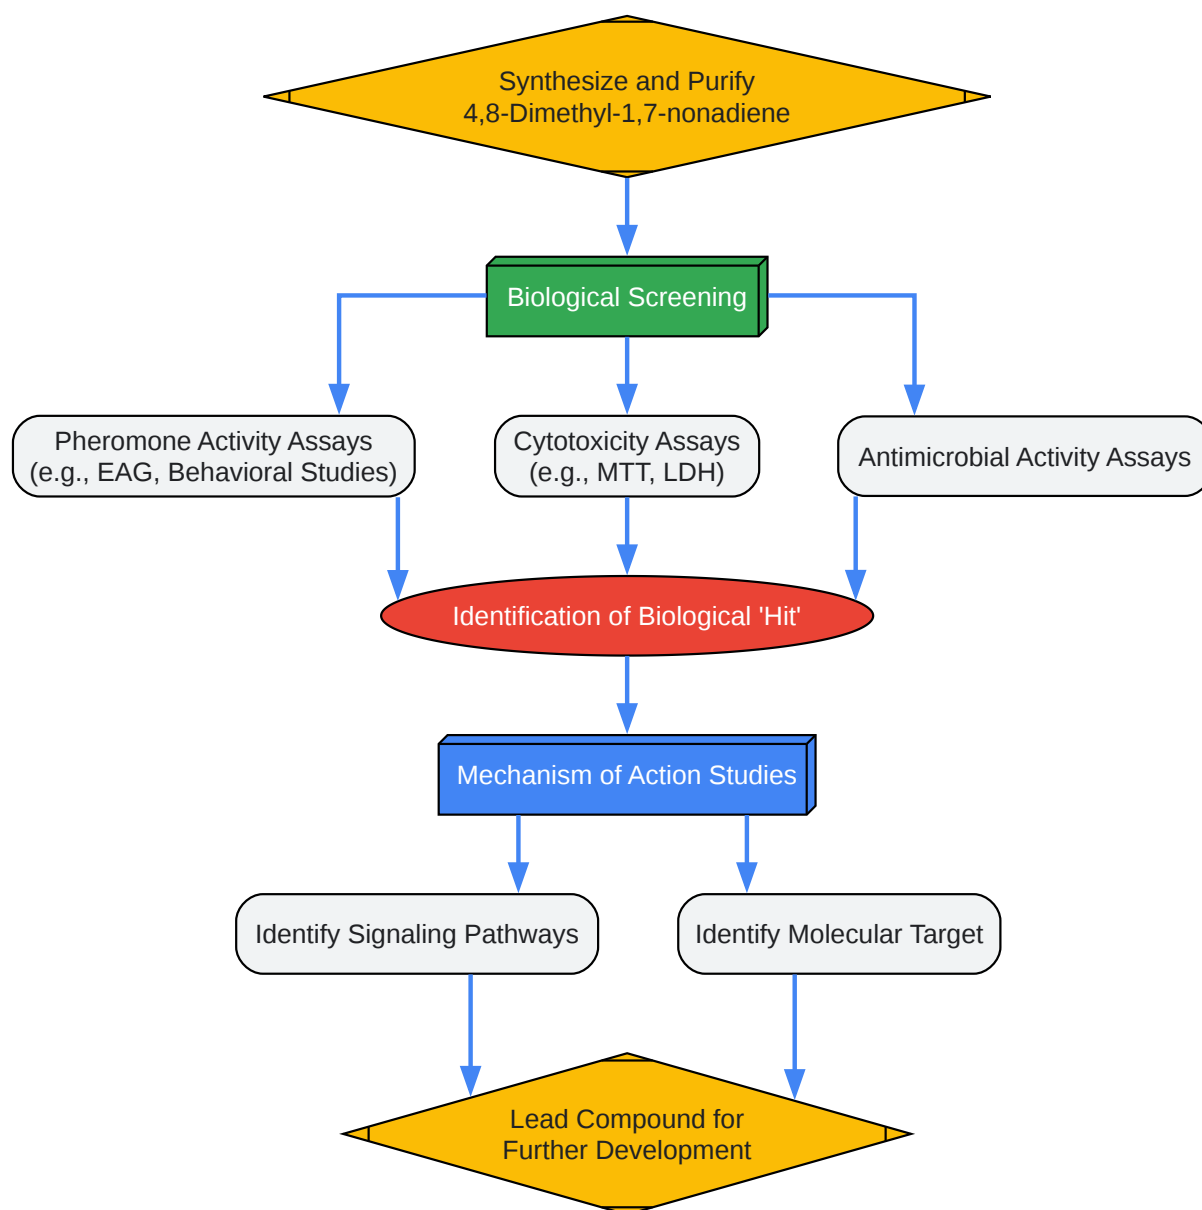 Synthesize and Purify
4,8-Dimethyl-1,7-nonadiene
Biological Screening
Pheromone Activity Assays
(e.g., EAG, Behavioral Studies)
Cytotoxicity Assays
(e.g., MTT, LDH)
Antimicrobial Activity Assays
Identification of Biological 'Hit'
Mechanism of Action Studies
Identify Signaling Pathways
Identify Molecular Target
Lead Compound for
Further Development